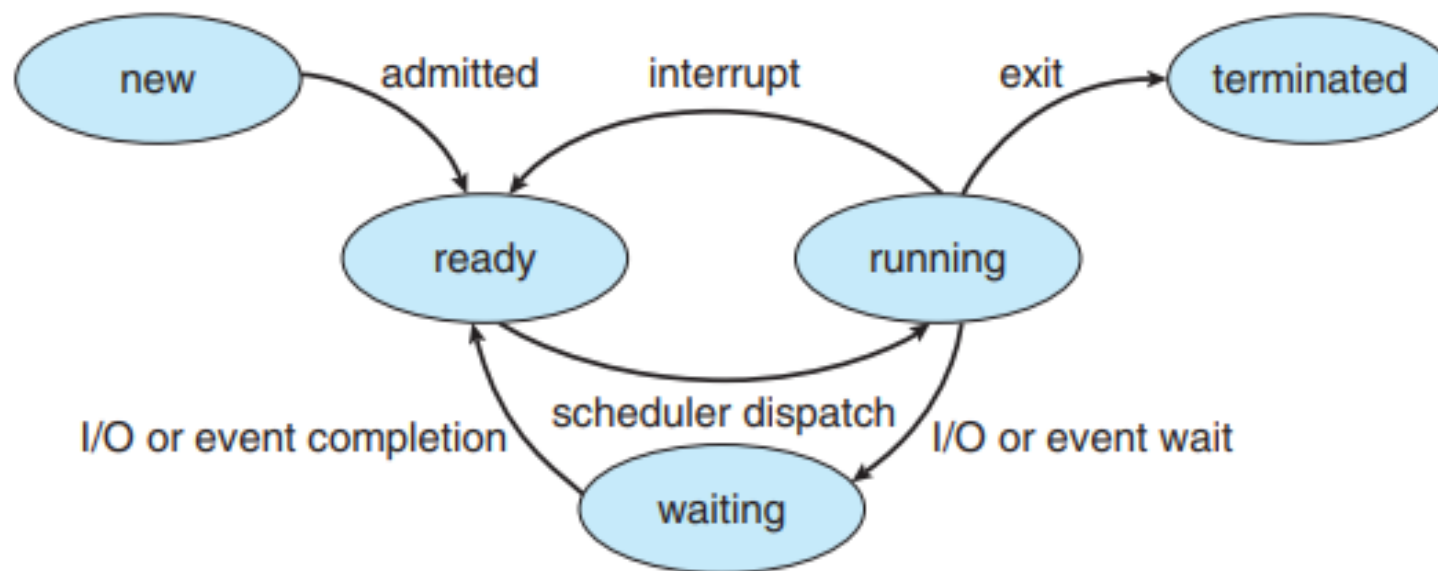 new
admitted
interrupt
exit
terminated
ready
running
I/O or event completion
scheduler dispatch
I/O or event wait
waiting